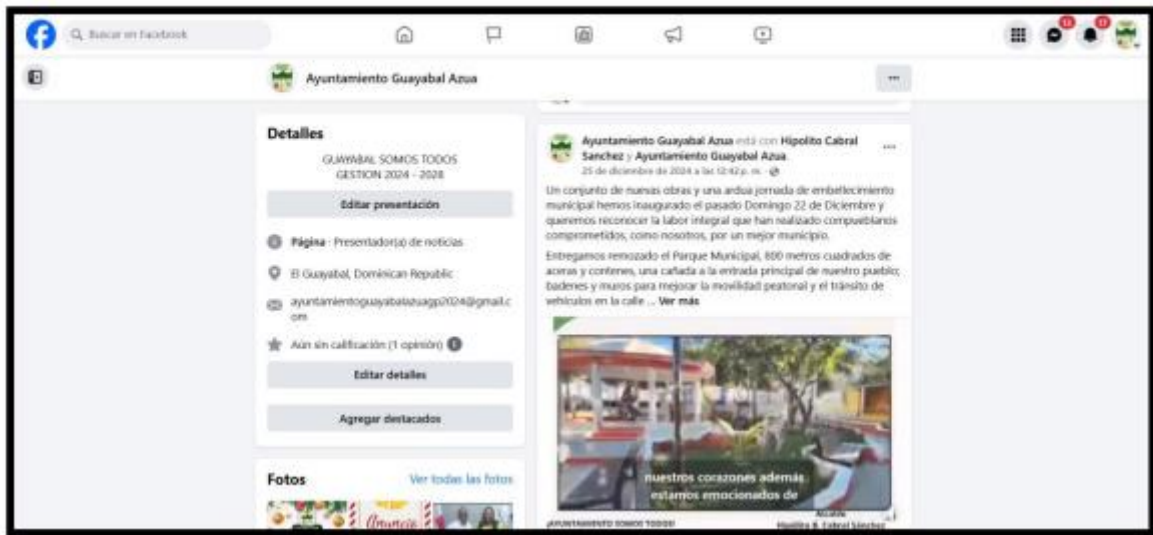 Buscar en Facebook
Ayuntamiento Guayabal Azua
Detalles
GUAYABAL SOMOS TODOS
GESTION 2024 - 2028
Editar presentación
Página · Presentador(a) de noticias
El Guayabal, Dominican Republic
ayuntamientoguayabalazuagp2024@gmail.c
om
Aún sin calificación (1 opinión)
Editar detalles
Agregar destacados
Fotos
Ver todas las fotos
Anuncio
Ayuntamiento Guayabal Azua está con Hipolito Cabral
Sanchez y Ayuntamiento Guayabal Azua.
25 de diciembre de 2024 a las 12:42 p. m. ·
Un conjunto de nuevas obras y una ardua jornada de embellecimiento
municipal hemos inaugurado el pasado Domingo 22 de Diciembre y
queremos reconocer la labor integral que han realizado compueblanos
comprometidos, como nosotros, por un mejor municipio.
Entregamos remozado el Parque Municipal, 800 metros cuadrados de
aceras y contenes, una cañada a la entrada principal de nuestro pueblo;
badenes y muros para mejorar la movilidad peatonal y el tránsito de
vehículos en la calle ... Ver más
nuestros corazones además
estamos emocionados de
AYUNTAMIENTO SOMOS TODOS!
Alcalde
Hipólito B. Cabral Sánchez